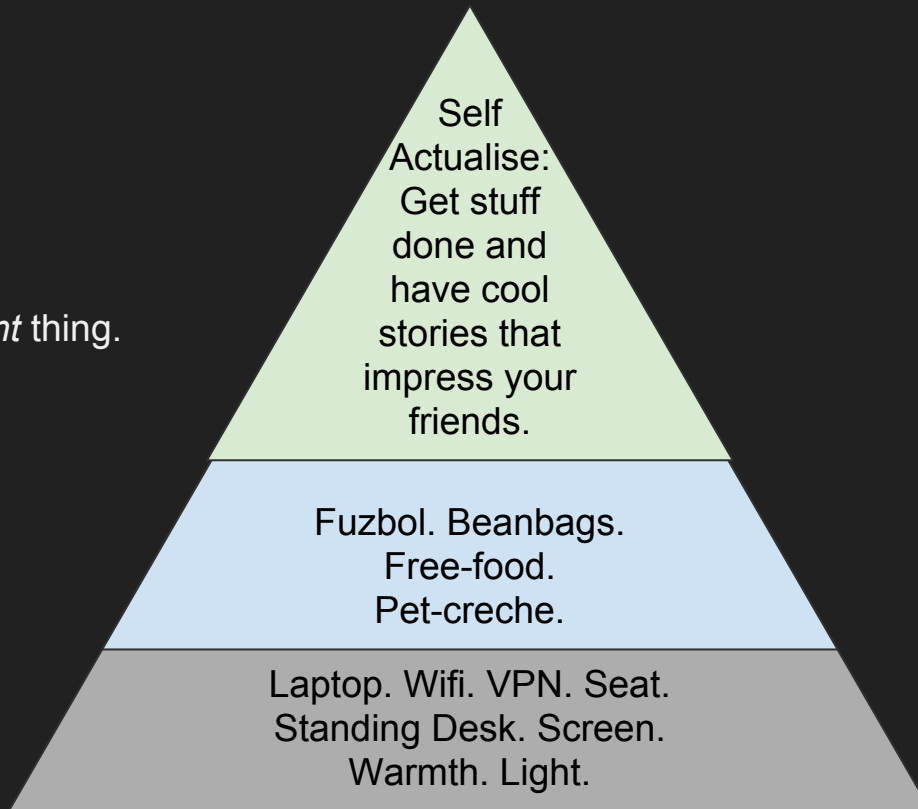 Self
Actualise:
Get stuff
done and
have cool
stories that
impress your
friends.
thing.
Fuzbol. Beanbags.
Free-food.
Pet-creche.
Laptop. Wifi. VPN. Seat.
Standing Desk. Screen.
Warmth. Light.